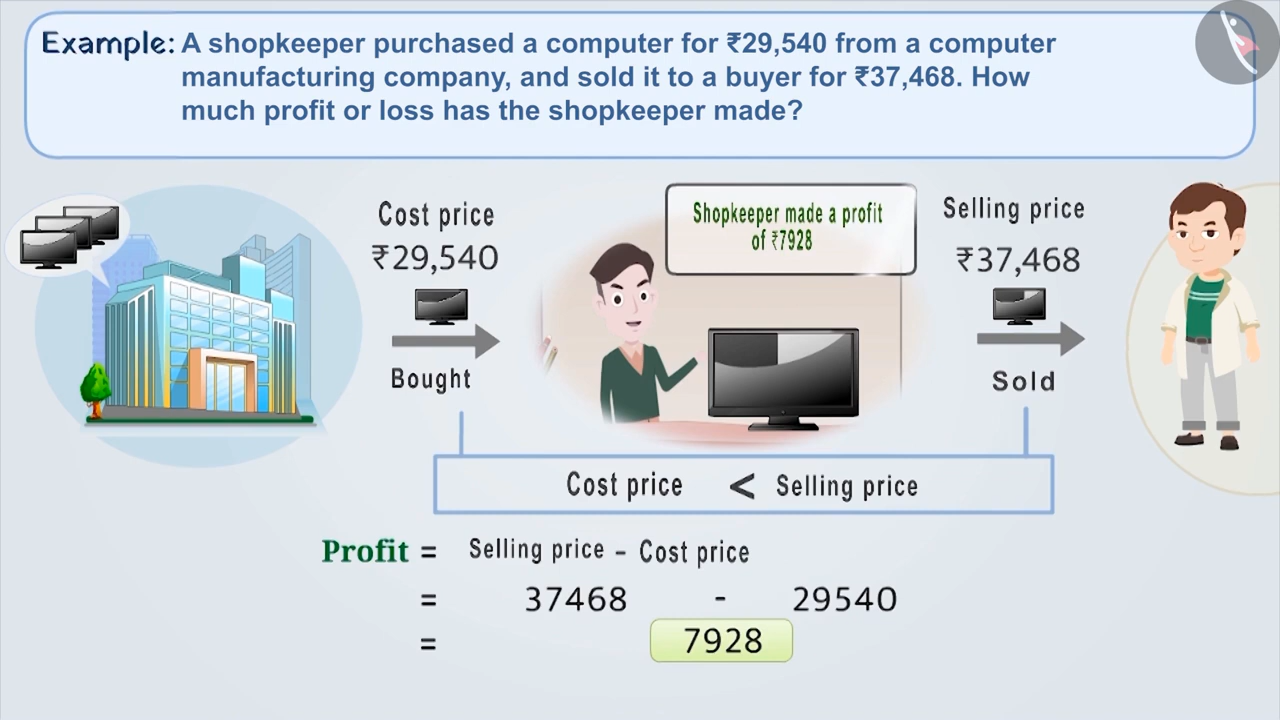 Example: A shopkeeper purchased a computer for ₹29,540 from a computer
manufacturing company, and sold it to a buyer for ₹37,468. How
much profit or loss has the shopkeeper made?
Cost price
₹29,540
Bought
Shopkeeper made a profit
of ₹7928
Selling price
₹37,468
Sold
Cost price < Selling price
Profit = Selling price - Cost price
= 37468 - 29540
= 7928